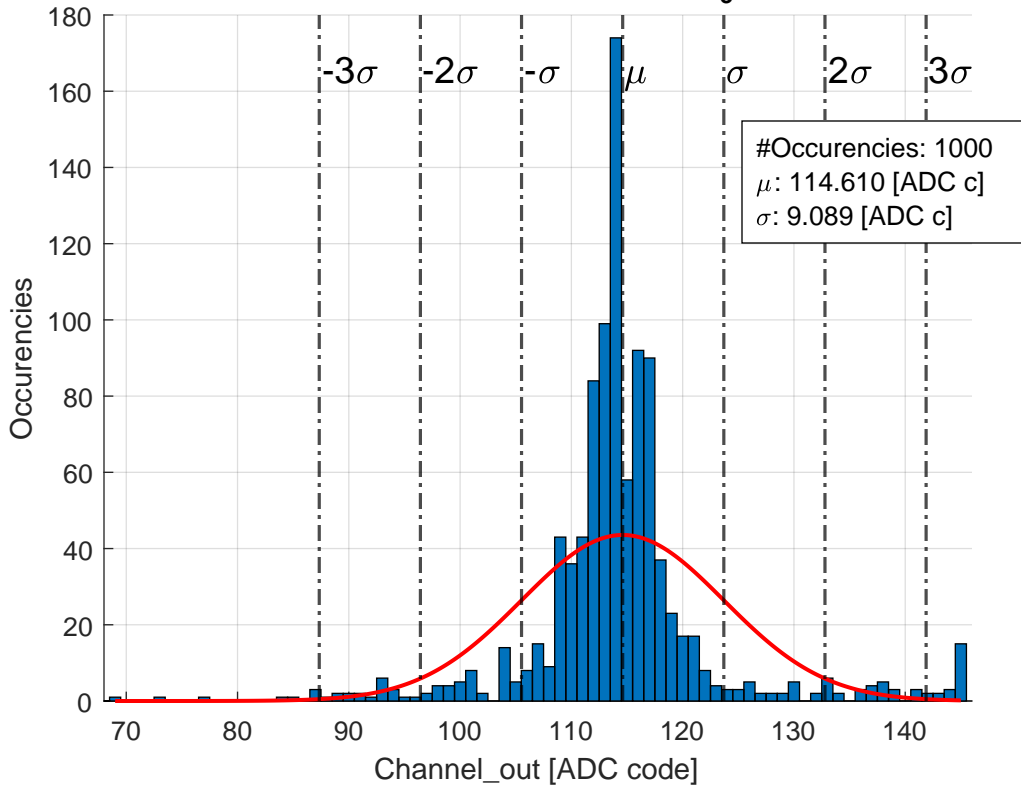 180
160
140
120
100
80
60
40
20
0
-3σ -2σ -σ μ σ 2σ 3σ
#Occurencies: 1000
μ: 114.610 [ADC c]
σ: 9.089 [ADC c]
Occurencies
70 80 90 100 110 120 130 140
Channel_out [ADC code]